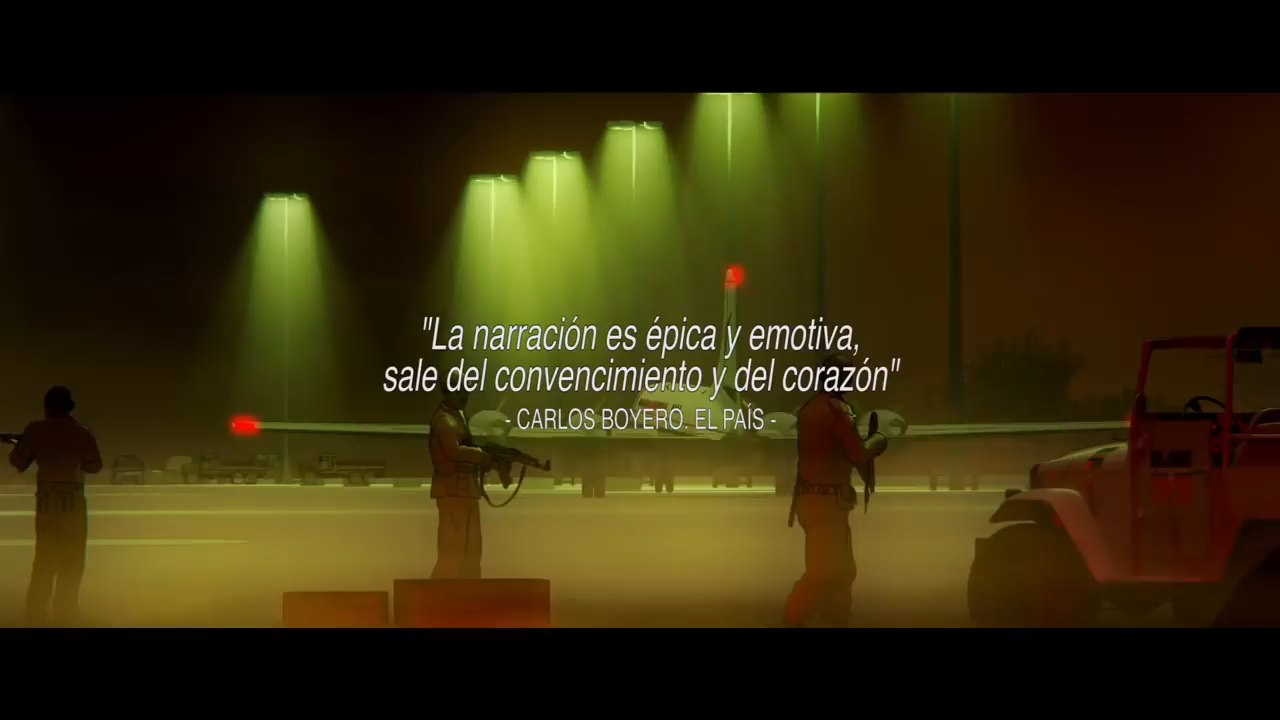 "La narración es épica y emotiva,
sale del convencimiento y del corazón"
- CARLOS BOYERO. EL PAÍS -